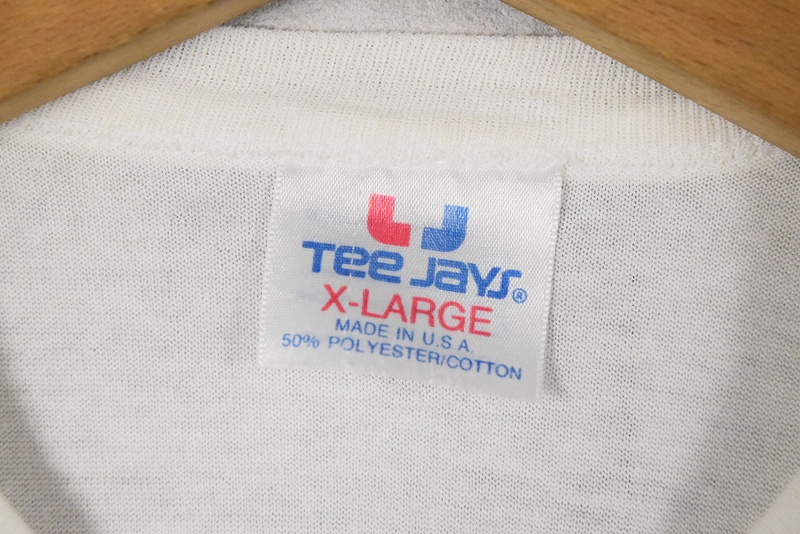 Tee Jays®
X-LARGE
MADE IN U.S.A.
50% POLYESTER/COTTON